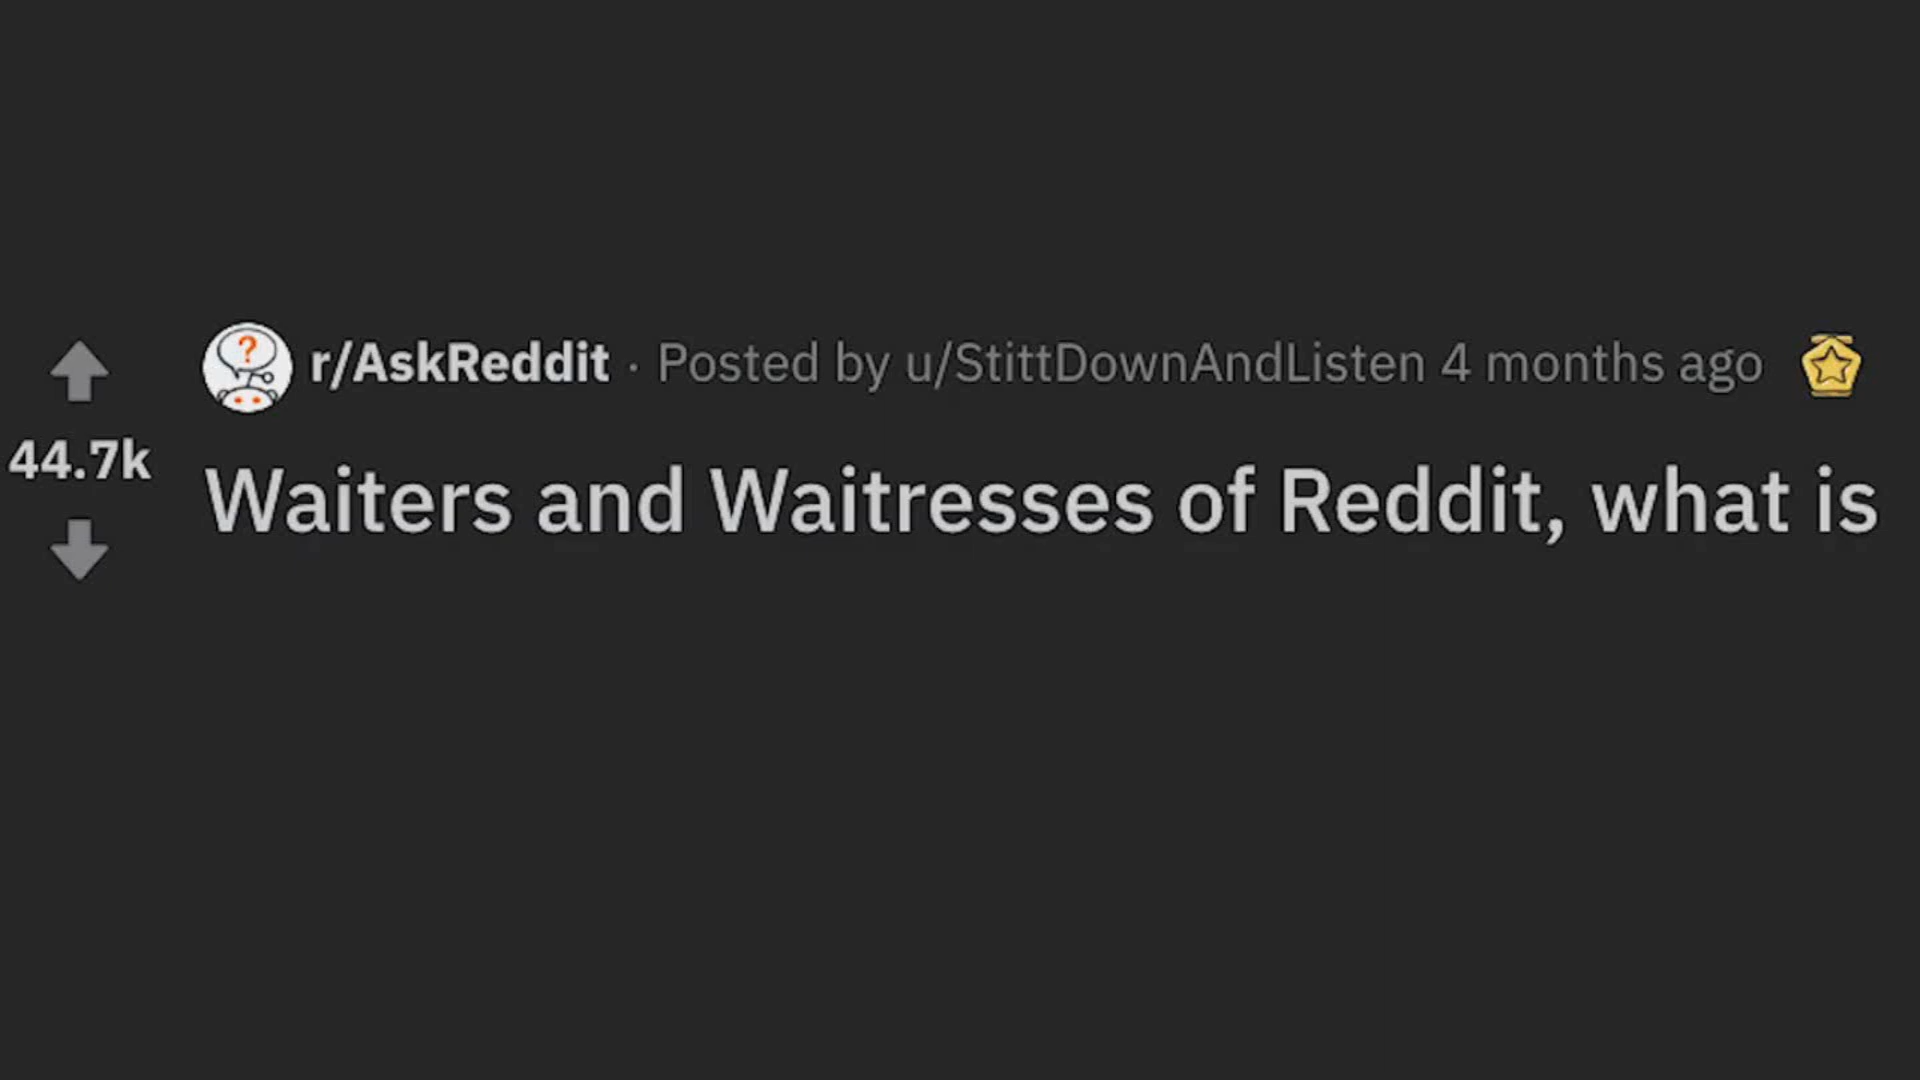 r/AskReddit · Posted by u/StittDownAndListen 4 months ago
44.7k
Waiters and Waitresses of Reddit, what is